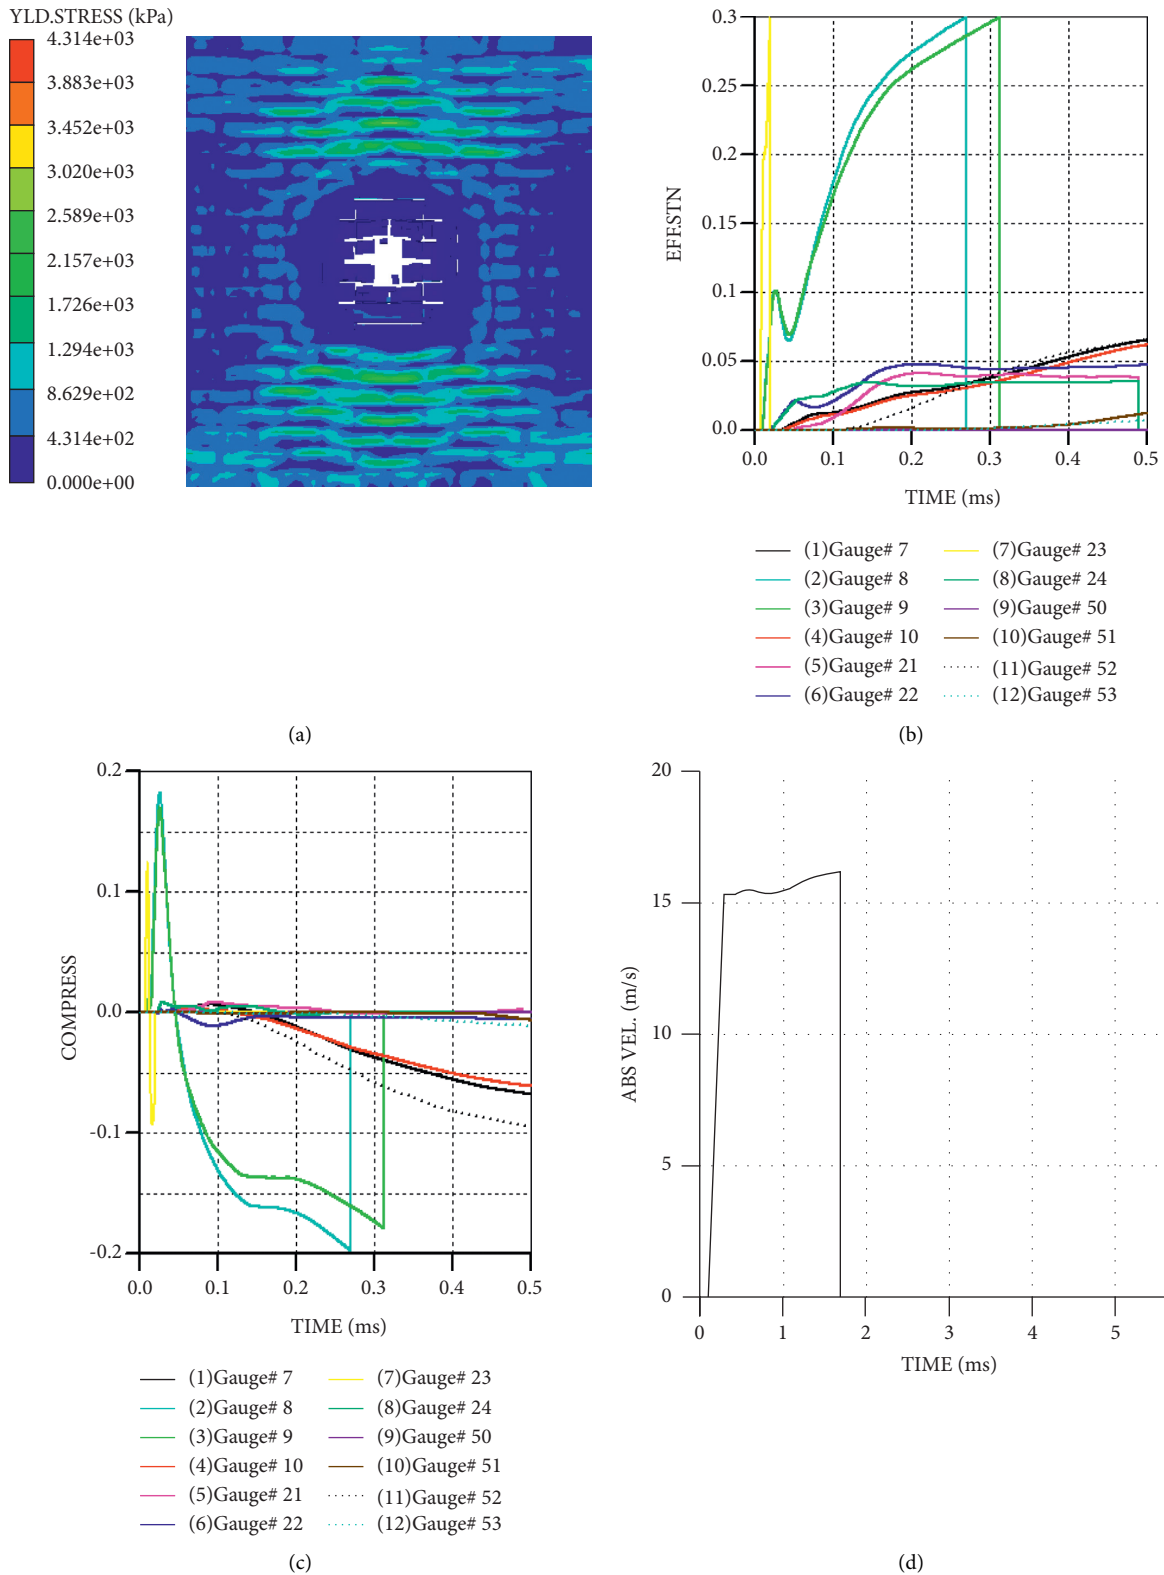 YLD.STRESS (kPa)
4.314e+03
3.883e+03
3.452e+03
3.020e+03
2.589e+03
2.157e+03
1.726e+03
1.294e+03
8.629e+02
4.314e+02
0.000e+00
(a)
0.3
0.25
0.2
0.15
0.1
0.05
0.0
EFF.STN
0.0 0.1 0.2 0.3 0.4 0.5
TIME (ms)
(1)Gauge# 7
(2)Gauge# 8
(3)Gauge# 9
(4)Gauge# 10
(5)Gauge# 21
(6)Gauge# 22
(7)Gauge# 23
(8)Gauge# 24
(9)Gauge# 50
(10)Gauge# 51
(11)Gauge# 52
(12)Gauge# 53
(b)
0.2
0.1
0.0
-0.1
-0.2
COMPRESS
0.0 0.1 0.2 0.3 0.4 0.5
TIME (ms)
(1)Gauge# 7
(2)Gauge# 8
(3)Gauge# 9
(4)Gauge# 10
(5)Gauge# 21
(6)Gauge# 22
(7)Gauge# 23
(8)Gauge# 24
(9)Gauge# 50
(10)Gauge# 51
(11)Gauge# 52
(12)Gauge# 53
(c)
20
15
10
5
0
ABS VEL. (m/s)
0 1 2 3 4 5
TIME (ms)
(d)